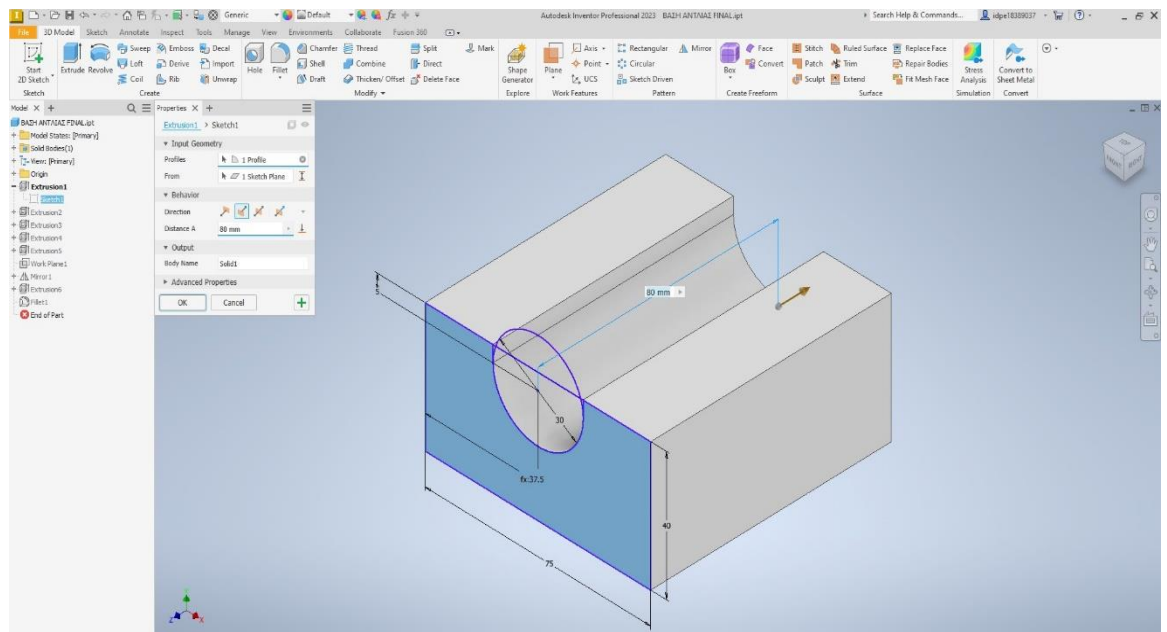 Generic
Default
Autodesk Inventor Professional 2023 ΒΑΣΗ ΑΝΤΛΙΑΣ FINAL.ipt
Search Help & Commands...
idpe18389037
File 3D Model Sketch Annotate Inspect Tools Manage View Environments Collaborate Fusion 360
Start 2D Sketch
Extrude Revolve
Sweep Emboss Decal
Loft Derive Import
Coil Rib Unwrap
Hole Fillet
Chamfer Thread Split
Shell Combine Direct
Draft Thicken/ Offset Delete Face
Mark
Shape Generator
Plane
Axis
Point
UCS
Rectangular Mirror
Circular
Sketch Driven
Box
Face
Convert
Stitch Ruled Surface Replace Face
Patch Trim Repair Bodies
Sculpt Extend Fit Mesh Face
Stress Analysis
Convert to Sheet Metal
Sketch Create Modify Explore Work Features Pattern Create Freeform Surface Simulation Convert
Model
ΒΑΣΗ ΑΝΤΛΙΑΣ FINAL.ipt
Model States: [Primary]
Solid Bodies(1)
View: [Primary]
Origin
Extrusion1
Sketch1
Extrusion2
Extrusion3
Extrusion4
Extrusion5
Work Plane1
Mirror1
Extrusion6
Fillet1
End of Part
Properties
Extrusion1 > Sketch1
Input Geometry
Profiles 1 Profile
From 1 Sketch Plane
Behavior
Direction
Distance A 80 mm
Output
Body Name Solid1
Advanced Properties
OK Cancel
80 mm
5
30
fx:37.5
40
75